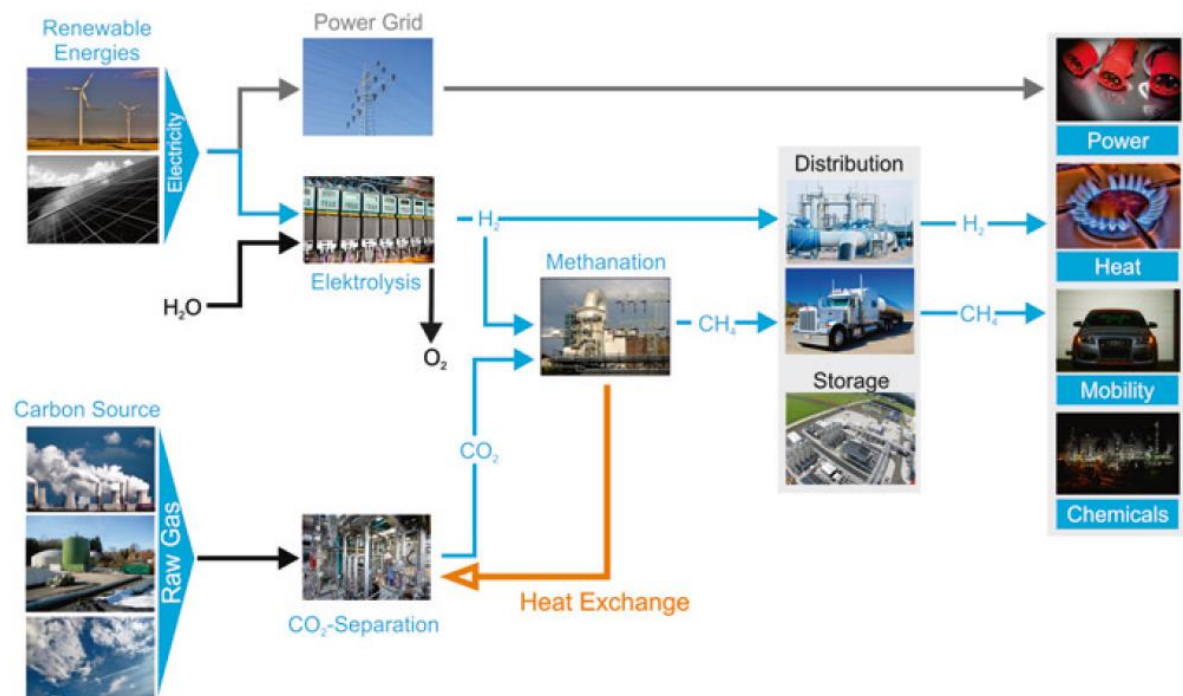 Renewable
Energies
Electricity
Power Grid
Power
Elektrolysis
H₂O
O₂
H₂
Methanation
CH₄
Distribution
Storage
H₂
CH₄
Heat
Mobility
Chemicals
Carbon Source
Raw Gas
CO₂
CO₂-Separation
Heat Exchange